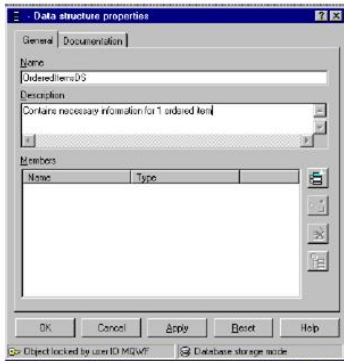 - Data structure properties
General Documentation
Name
OrderedItemsDS
Description
Contains necessary information for 1 ordered item
Members
Name Type
OK Cancel Apply Reset Help
Object locked by user ID MQWF Database storage mode